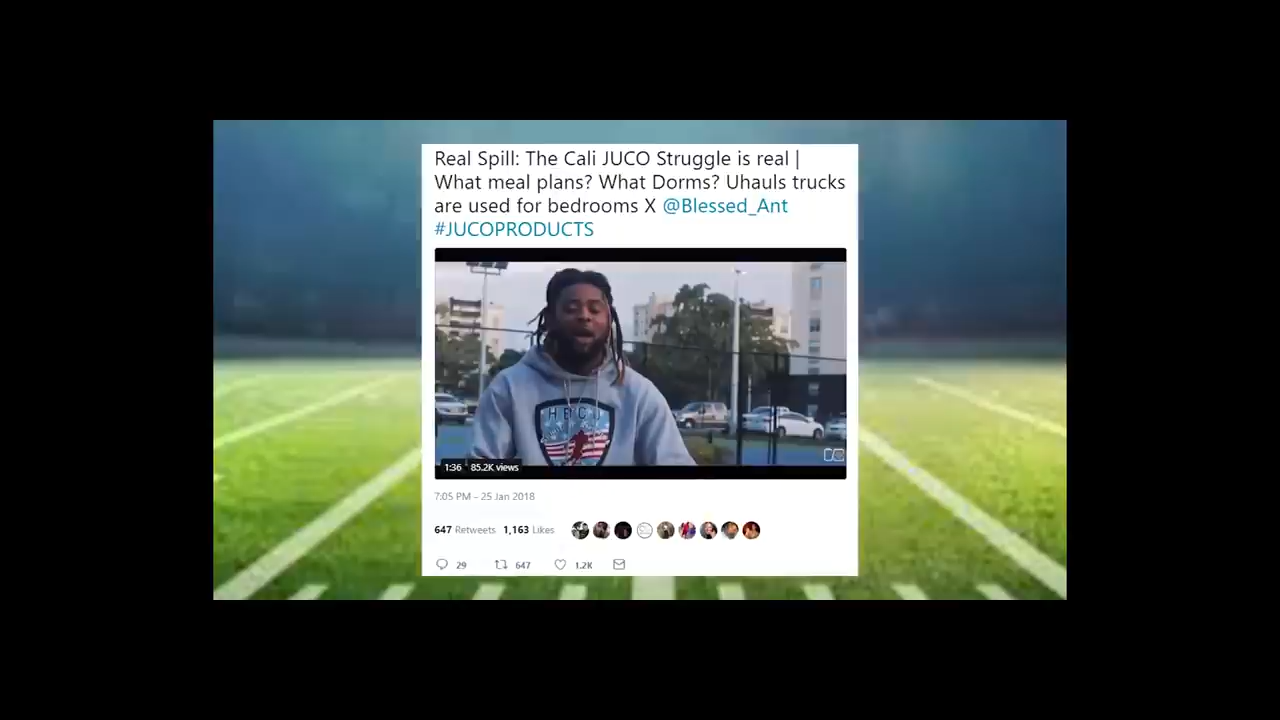 Real Spill: The Cali JUCO Struggle is real |
What meal plans? What Dorms? Uhauls trucks
are used for bedrooms X @Blessed_Ant
#JUCOPRODUCTS
HBCU
1:36 85.2K views
7:05 PM – 25 Jan 2018
647 Retweets 1,163 Likes
29 647 1.2K